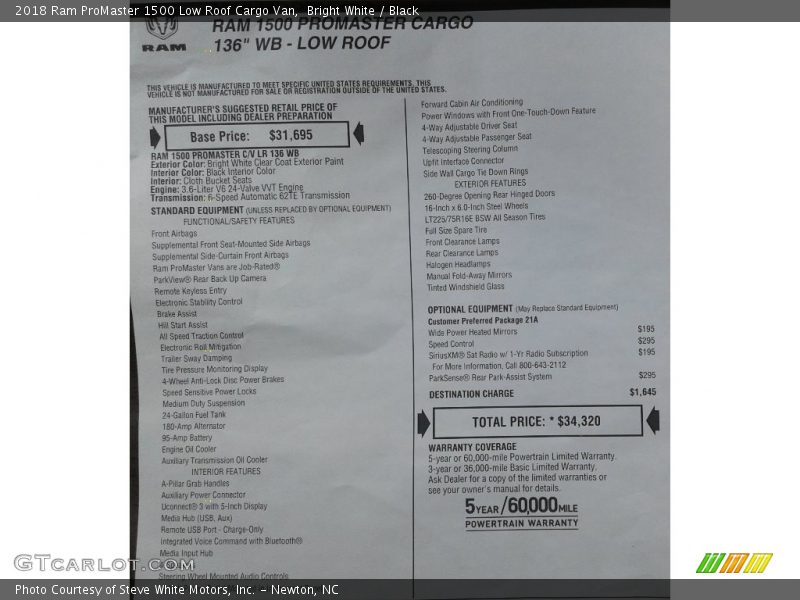 2018 Ram ProMaster 1500 Low Roof Cargo Van, Bright White / Black
RAM
RAM 1500 PROMASTER CARGO
136" WB - LOW ROOF
THIS VEHICLE IS MANUFACTURED TO MEET SPECIFIC UNITED STATES REQUIREMENTS. THIS
VEHICLE IS NOT MANUFACTURED FOR SALE OR REGISTRATION OUTSIDE OF THE UNITED STATES.
MANUFACTURER'S SUGGESTED RETAIL PRICE OF
THIS MODEL INCLUDING DEALER PREPARATION
Base Price: $31,695
RAM 1500 PROMASTER C/V LR 136 WB
Exterior Color: Bright White Clear Coat Exterior Paint
Interior Color: Black Interior Color
Interior: Cloth Bucket Seats
Engine: 3.6-Liter V6 24-Valve VVT Engine
Transmission: 6-Speed Automatic 62TE Transmission
STANDARD EQUIPMENT (UNLESS REPLACED BY OPTIONAL EQUIPMENT)
FUNCTIONAL/SAFETY FEATURES
Front Airbags
Supplemental Front Seat-Mounted Side Airbags
Supplemental Side-Curtain Front Airbags
Ram ProMaster Vans are Job-Rated®
ParkView® Rear Back Up Camera
Remote Keyless Entry
Electronic Stability Control
Brake Assist
Hill Start Assist
All Speed Traction Control
Electronic Roll Mitigation
Trailer Sway Damping
Tire Pressure Monitoring Display
4-Wheel Anti-Lock Disc Power Brakes
Speed Sensitive Power Locks
Medium Duty Suspension
24-Gallon Fuel Tank
180-Amp Alternator
95-Amp Battery
Engine Oil Cooler
Auxiliary Transmission Oil Cooler
INTERIOR FEATURES
A-Pillar Grab Handles
Auxiliary Power Connector
Uconnect® 3 with 5-Inch Display
Media Hub (USB, Aux)
Remote USB Port - Charge-Only
Integrated Voice Command with Bluetooth®
Media Input Hub
Steering Wheel Mounted Audio Controls
Forward Cabin Air Conditioning
Power Windows with Front One-Touch-Down Feature
4-Way Adjustable Driver Seat
4-Way Adjustable Passenger Seat
Telescoping Steering Column
Upfit Interface Connector
Side Wall Cargo Tie Down Rings
EXTERIOR FEATURES
260-Degree Opening Rear Hinged Doors
16-Inch x 6.0-Inch Steel Wheels
LT225/75R16E BSW All Season Tires
Full Size Spare Tire
Front Clearance Lamps
Rear Clearance Lamps
Halogen Headlamps
Manual Fold-Away Mirrors
Tinted Windshield Glass
OPTIONAL EQUIPMENT (May Replace Standard Equipment)
Customer Preferred Package 21A
Wide Power Heated Mirrors $195
Speed Control $295
SiriusXM® Sat Radio w/ 1-Yr Radio Subscription $195
For More Information, Call 800-643-2112
ParkSense® Rear Park-Assist System $295
DESTINATION CHARGE $1,645
TOTAL PRICE: * $34,320
WARRANTY COVERAGE
5-year or 60,000-mile Powertrain Limited Warranty.
3-year or 36,000-mile Basic Limited Warranty.
Ask Dealer for a copy of the limited warranties or
see your owner's manual for details.
5YEAR/60,000MILE
POWERTRAIN WARRANTY
GTCARLOT.COM
Photo Courtesy of Steve White Motors, Inc. – Newton, NC